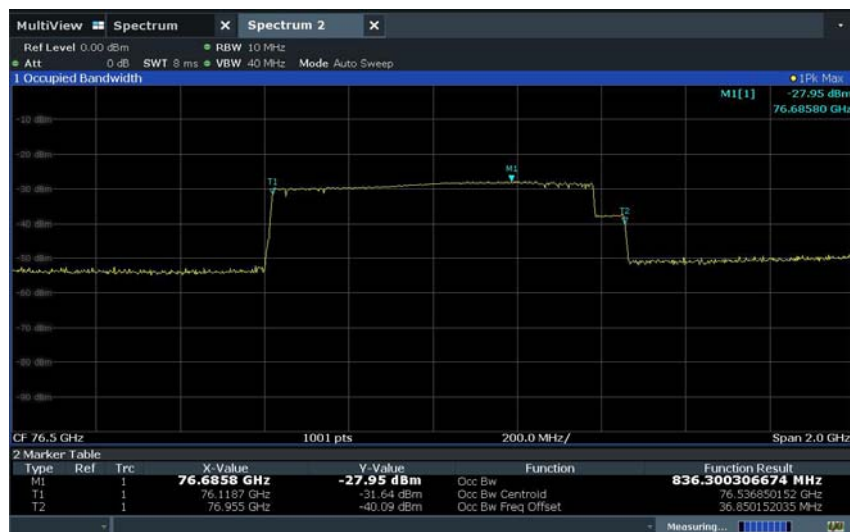 MultiView Spectrum X Spectrum 2 X
Ref Level 0.00 dBm RBW 10 MHz
Att 0 dB SWT 8 ms VBW 40 MHz Mode Auto Sweep
1 Occupied Bandwidth 1Pk Max
M1[1] -27.95 dBm
76.68580 GHz
-10 dBm
-20 dBm
M1
T1
-30 dBm
T2
-40 dBm
-50 dBm
-60 dBm
-70 dBm
-80 dBm
-90 dBm
CF 76.5 GHz 1001 pts 200.0 MHz/ Span 2.0 GHz
2 Marker Table
Type Ref Trc X-Value Y-Value Function Function Result
M1 1 76.6858 GHz -27.95 dBm Occ Bw 836.300306674 MHz
T1 1 76.1187 GHz -31.64 dBm Occ Bw Centroid 76.536850152 GHz
T2 1 76.955 GHz -40.09 dBm Occ Bw Freq Offset 36.850152035 MHz
Measuring...